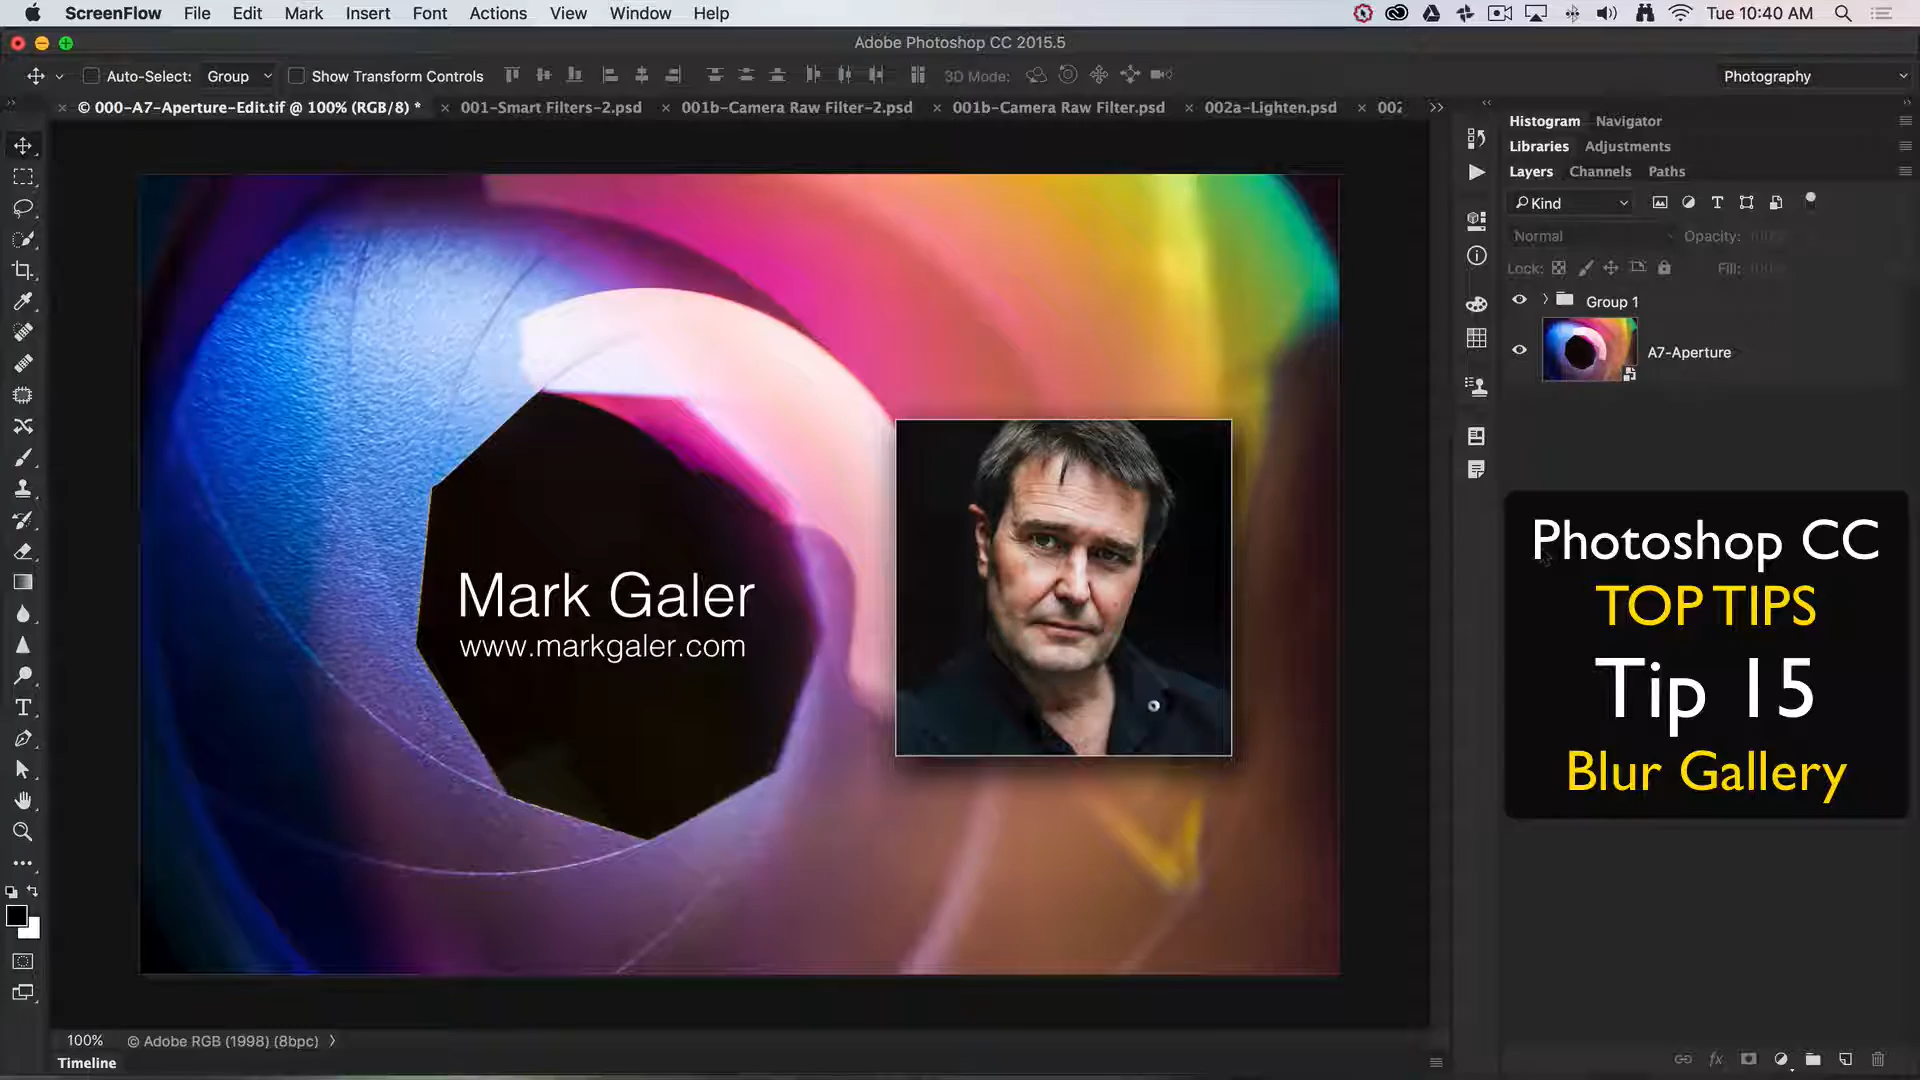 ScreenFlow File Edit Mark Insert Font Actions View Window Help Tue 10:40 AM
Adobe Photoshop CC 2015.5
Auto-Select: Group Show Transform Controls 3D Mode: Photography
© 000-A7-Aperture-Edit.tif @ 100% (RGB/8) * 001-Smart Filters-2.psd 001b-Camera Raw Filter-2.psd 001b-Camera Raw Filter.psd 002a-Lighten.psd 002
Histogram Navigator
Libraries Adjustments
Layers Channels Paths
Kind
Normal Opacity: 100%
Lock: Fill: 100%
Group 1
A7-Aperture
Mark Galer
www.markgaler.com
Photoshop CC
TOP TIPS
Tip 15
Blur Gallery
100% © Adobe RGB (1998) (8bpc)
Timeline